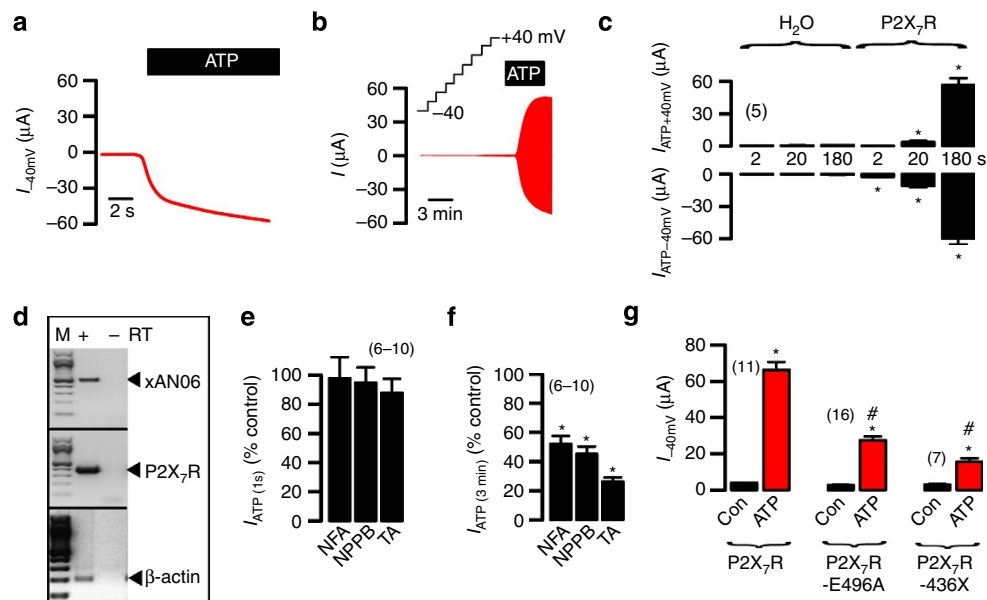 a
ATP
I–40mV (µA)
60
30
0
–30
–60
2 s
b
+40 mV
–40
ATP
I (µA)
60
30
0
–30
–60
3 min
c
H2O
P2X7R
IATP+40mV (µA)
60
30
0
(5)
*
*
2
20
180
2
20
180 s
IATP–40mV (µA)
0
–30
–60
*
*
*
d
M + – RT
xAN06
P2X7R
β-actin
e
(6–10)
IATP (1s) (% control)
100
80
60
40
20
0
NFA
NPPB
TA
f
(6–10)
IATP (3 min) (% control)
100
80
60
40
20
0
*
*
*
NFA
NPPB
TA
g
I–40mV (µA)
80
60
40
20
0
(11)
*
(16)
#
*
(7)
#
*
Con
ATP
Con
ATP
Con
ATP
P2X7R
P2X7R
-E496A
P2X7R
-436X